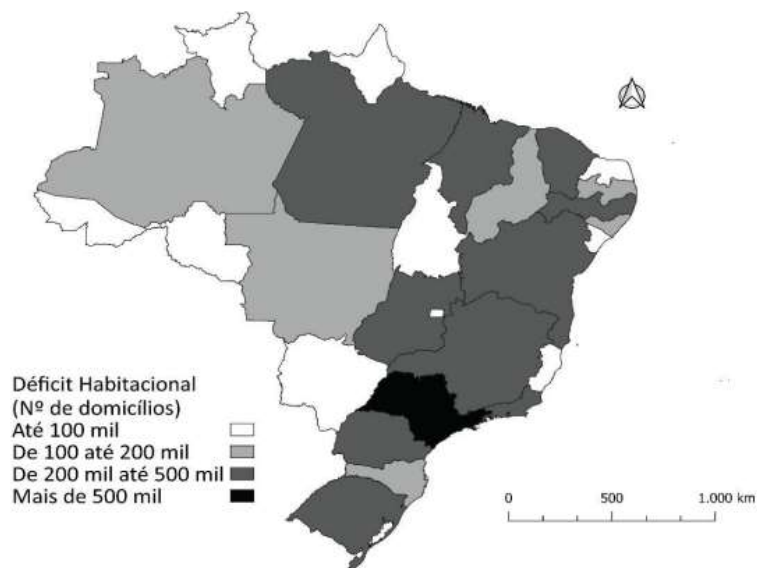 Déficit Habitacional
(Nº de domicílios)
Até 100 mil
De 100 até 200 mil
De 200 mil até 500 mil
Mais de 500 mil
0 500 1.000 km